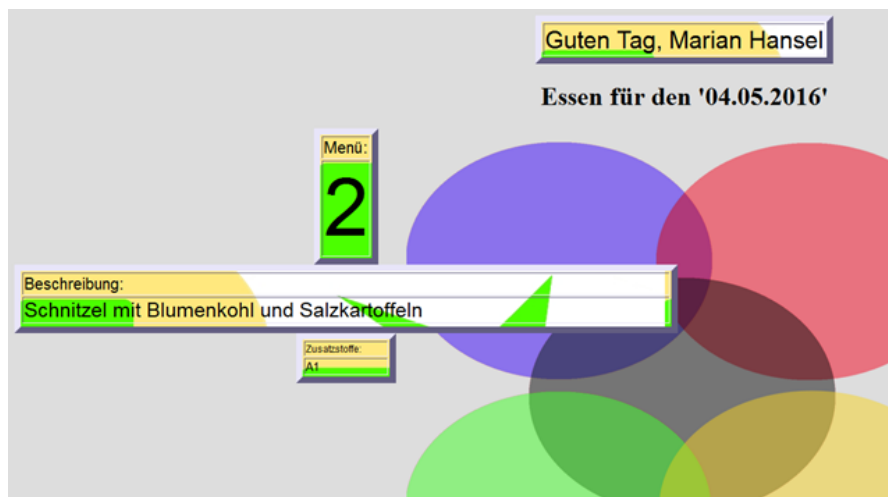 Guten Tag, Marian Hansel
Essen für den '04.05.2016'
Menü:
2
Beschreibung:
Schnitzel mit Blumenkohl und Salzkartoffeln
Zusatzstoffe:
A1